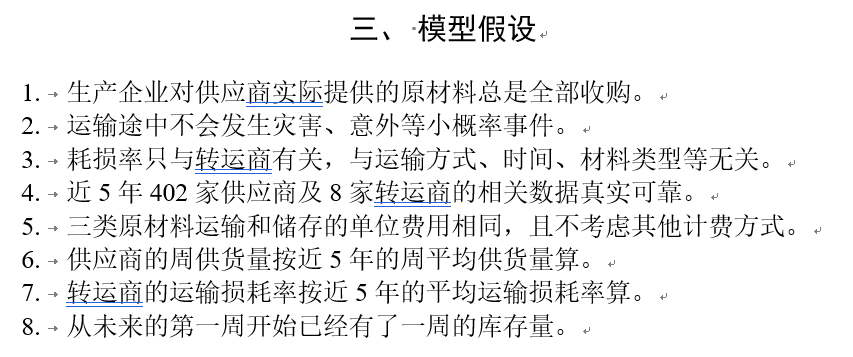 三、模型假设
1. 生产企业对供应商实际提供的原材料总是全部收购。
2. 运输途中不会发生灾害、意外等小概率事件。
3. 耗损率只与转运商有关，与运输方式、时间、材料类型等无关。
4. 近 5 年 402 家供应商及 8 家转运商的相关数据真实可靠。
5. 三类原材料运输和储存的单位费用相同，且不考虑其他计费方式。
6. 供应商的周供货量按近 5 年的周平均供货量算。
7. 转运商的运输损耗率按近 5 年的平均运输损耗率算。
8. 从未来的第一周开始已经有了一周的库存量。